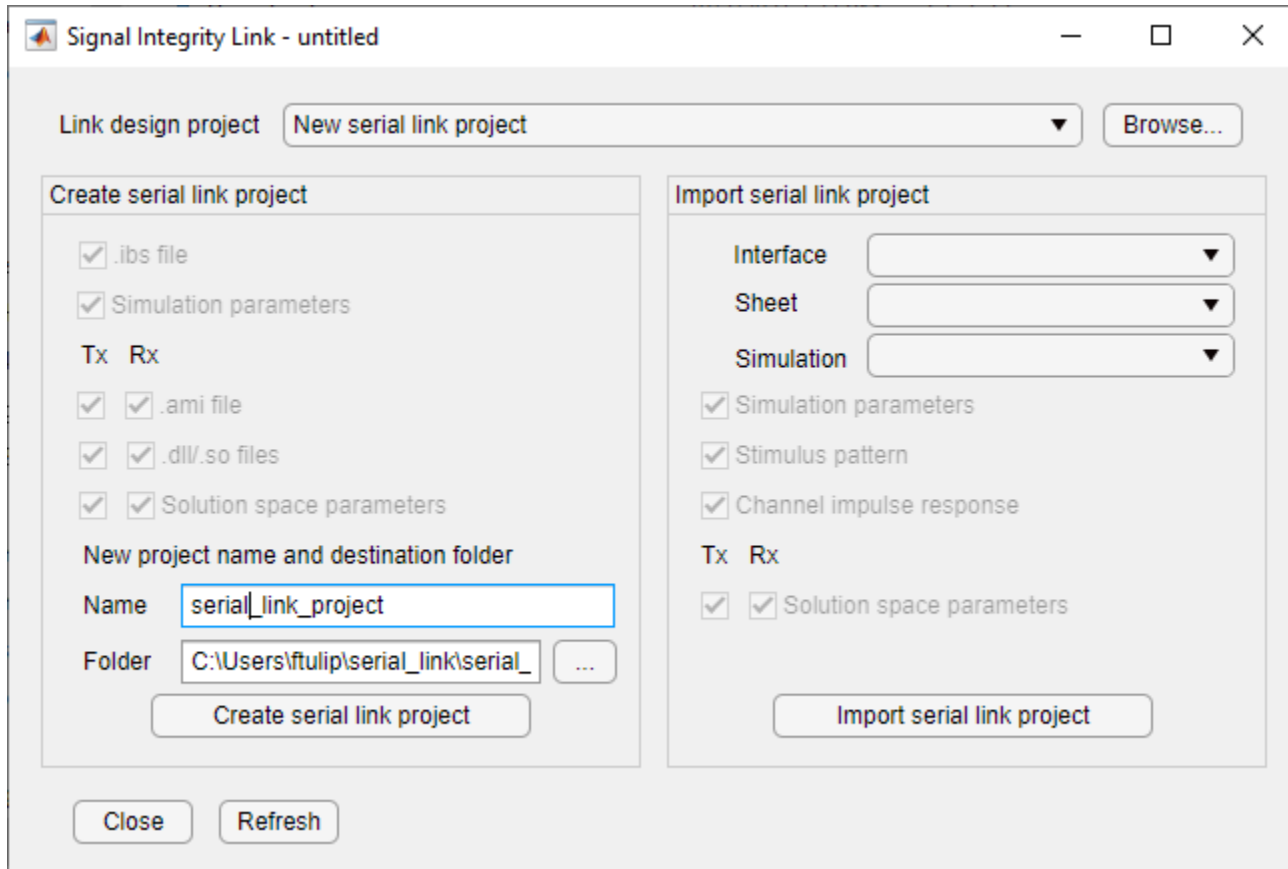 Signal Integrity Link - untitled
Link design project New serial link project Browse...
Create serial link project
.ibs file
Simulation parameters
Tx Rx
.ami file
.dll/.so files
Solution space parameters
New project name and destination folder
Name serial_link_project
Folder C:\Users\ftulip\serial_link\serial_ ...
Create serial link project
Import serial link project
Interface
Sheet
Simulation
Simulation parameters
Stimulus pattern
Channel impulse response
Tx Rx
Solution space parameters
Import serial link project
Close Refresh